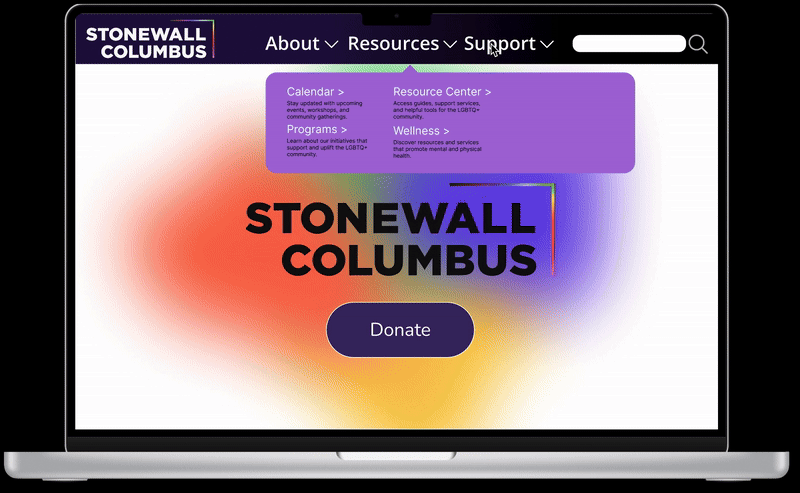 STONEWALL
COLUMBUS
About
Resources
Support
Calendar >
Stay updated with upcoming
events, workshops, and
community gatherings.
Resource Center >
Access guides, support services,
and helpful tools for the LGBTQ+
community.
Programs >
Learn about our initiatives that
support and uplift the LGBTQ+
community.
Wellness >
Discover resources and services
that promote mental and physical
health.
STONEWALL
COLUMBUS
Donate